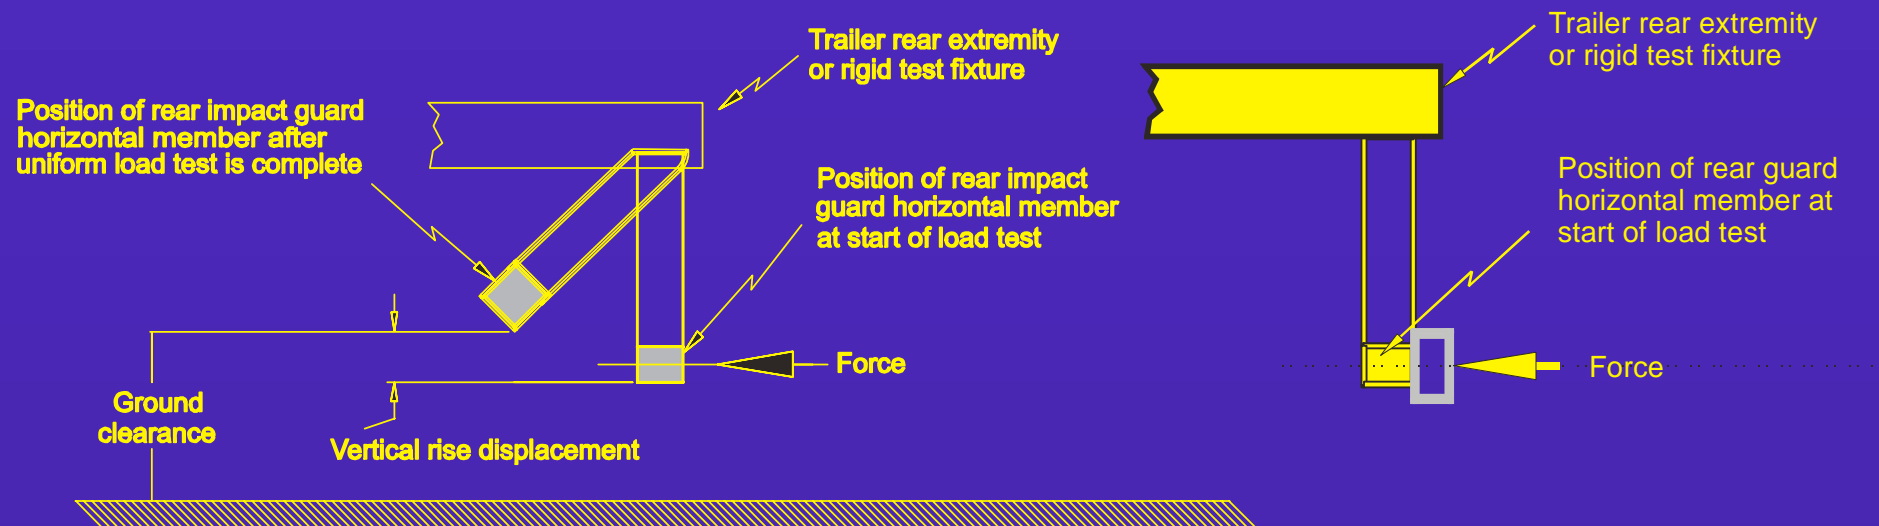 Trailer rear extremity
or rigid test fixture
Position of rear impact guard
horizontal member after
uniform load test is complete
Position of rear impact
guard horizontal member
at start of load test
Force
Ground
clearance
Vertical rise displacement
Trailer rear extremity
or rigid test fixture
Position of rear guard
horizontal member at
start of load test
Force